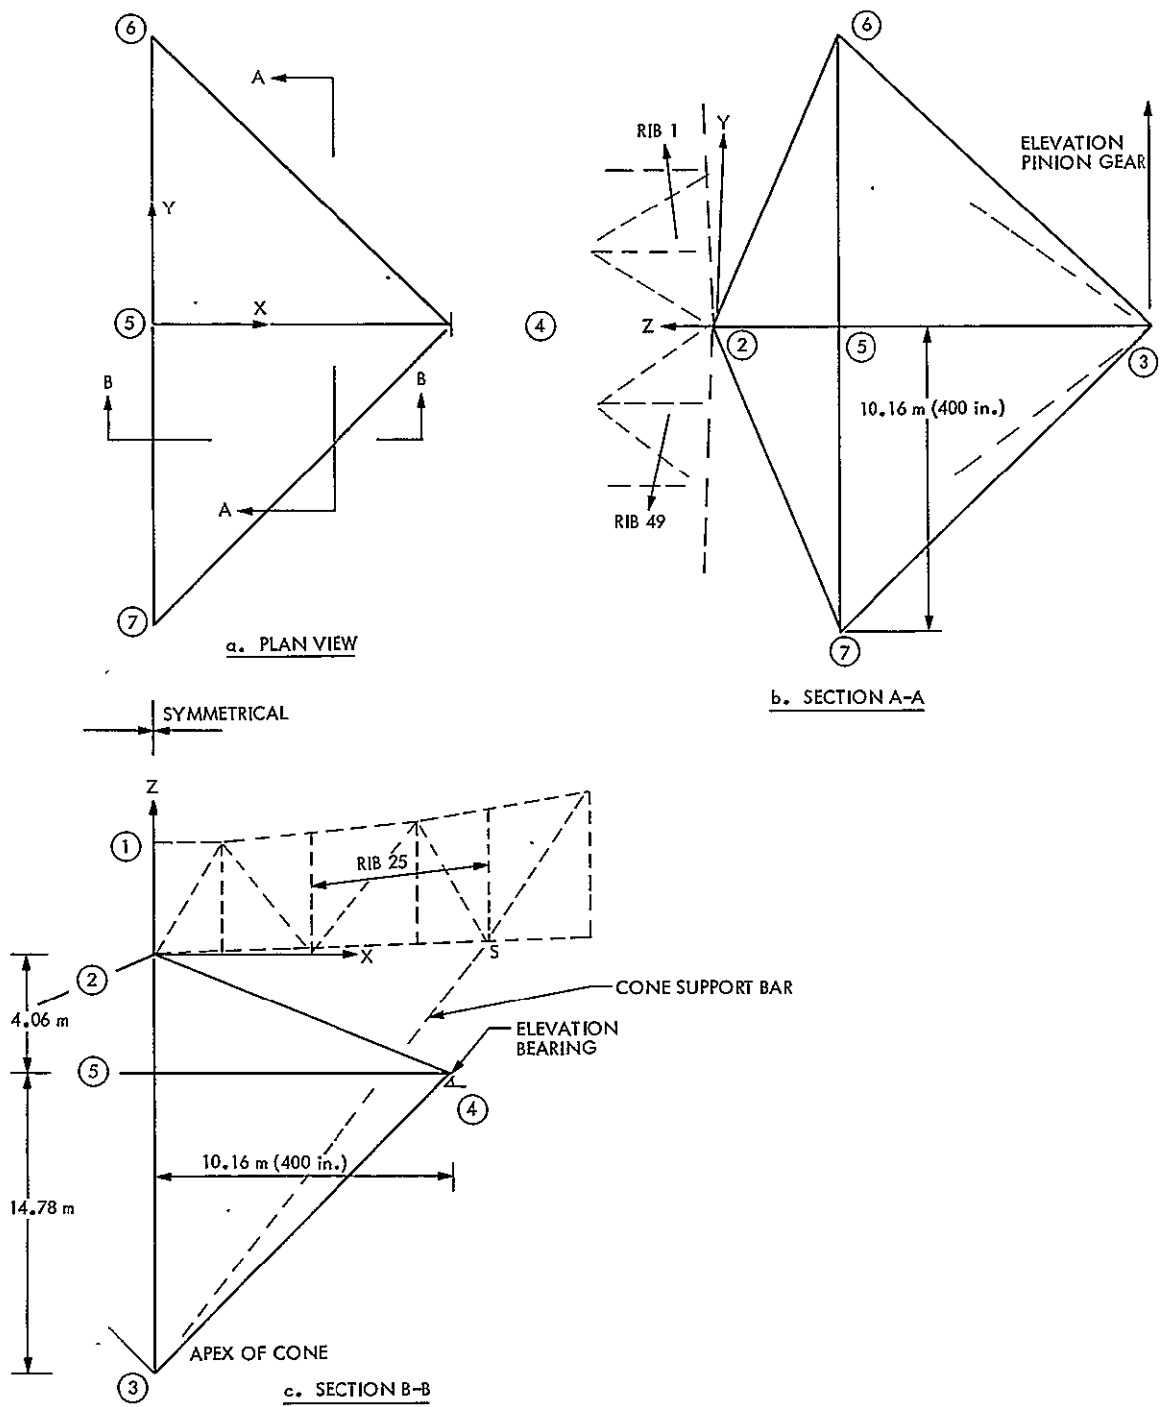 6
A
Y
X
5
4
B
B
A
7
a. PLAN VIEW
6
RIB 1
Y
ELEVATION
PINION GEAR
Z
2
5
3
10.16 m (400 in.)
RIB 49
7
b. SECTION A-A
SYMMETRICAL
Z
1
RIB 25
X
S
2
CONE SUPPORT BAR
4.06 m
ELEVATION
BEARING
5
4
10.16 m (400 in.)
14.78 m
APEX OF CONE
3
c. SECTION B-B